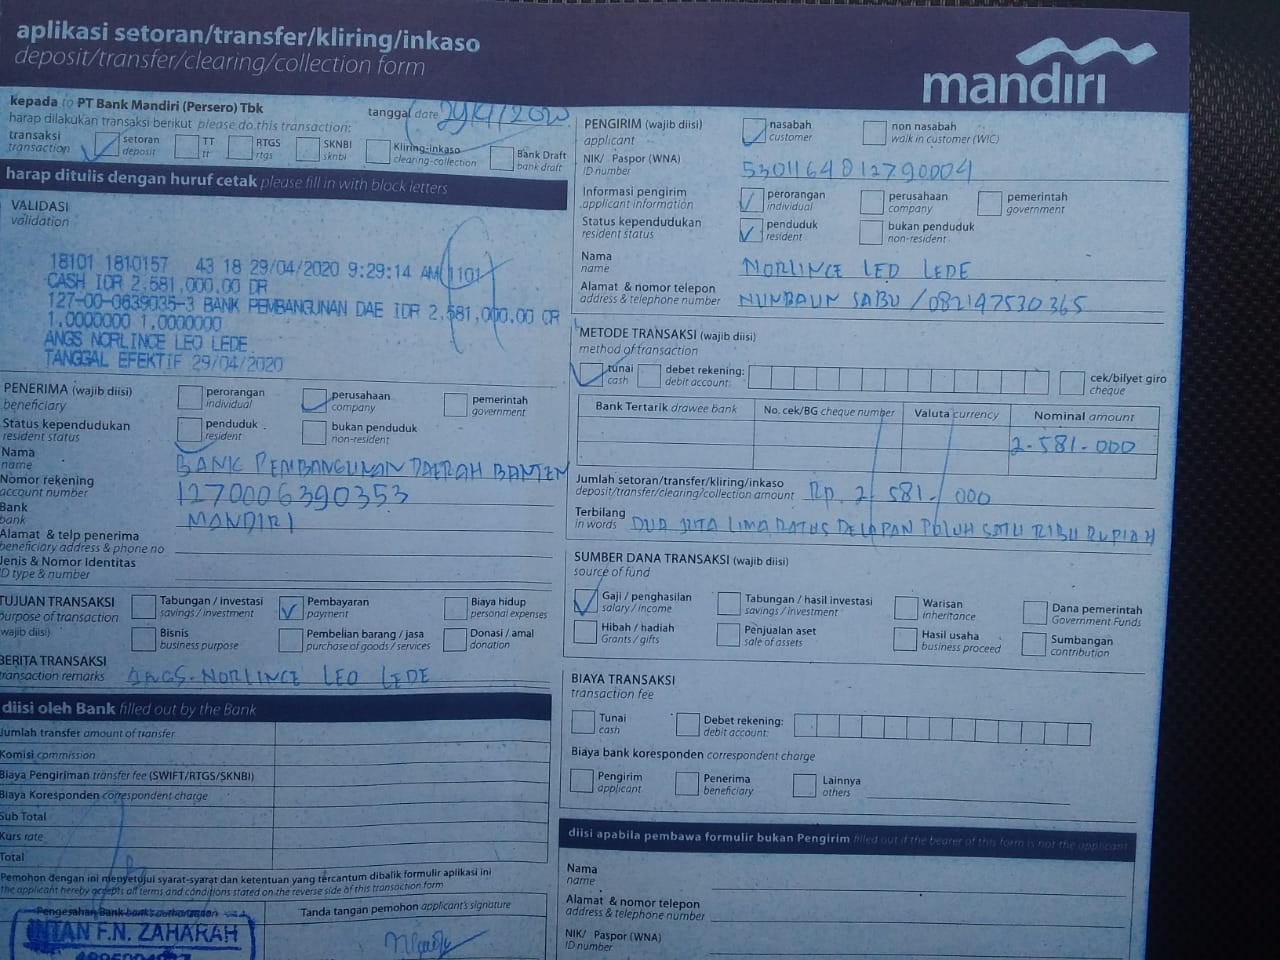 aplikasi setoran/transfer/kliring/inkaso
deposit/transfer/clearing/collection form
mandiri
kepada to PT Bank Mandiri (Persero) Tbk
tanggal date 29/4/2020
harap dilakukan transaksi berikut please do this transaction:
transaksi transaction
setoran deposit
TT tt
RTGS rtgs
SKNBI sknbi
Kliring-inkaso clearing-collection
Bank Draft bank draft
harap ditulis dengan huruf cetak please fill in with block letters
VALIDASI
validation
18101 1810157 43 18 29/04/2020 9:29:14 AM 1101
CASH IDR 2.581,000.00 DR
127-00-0639035-3 BANK PEMBANGUNAN DAE IDR 2.581,000.00 CR
1.0000000 1.0000000
ANGS NORLINCE LEO LEDE
TANGGAL EFEKTIF 29/04/2020
PENERIMA (wajib diisi)
beneficiary
perorangan individual
perusahaan company
pemerintah government
Status kependudukan
resident status
penduduk resident
bukan penduduk non-resident
Nama
name
BANK PEMBANGUNAN DAERAH BANTEN
Nomor rekening
account number
1270006390353
Bank
bank
MANDIRI
Alamat & telp penerima
beneficiary address & phone no
Jenis & Nomor Identitas
ID type & number
TUJUAN TRANSAKSI
purpose of transaction
(wajib diisi)
Tabungan / investasi savings / investment
Pembayaran payment
Biaya hidup personal expenses
Bisnis business purpose
Pembelian barang / jasa purchase of goods / services
Donasi / amal donation
BERITA TRANSAKSI
transaction remarks
ANGS. NORLINCE LEO LEDE
diisi oleh Bank filled out by the Bank
Jumlah transfer amount of transfer
Komisi commission
Biaya Pengiriman transfer fee (SWIFT/RTGS/SKNBI)
Biaya Koresponden correspondent charge
Sub Total
Kurs rate
Total
Pemohon dengan ini menyetujui syarat-syarat dan ketentuan yang tercantum dibalik formulir aplikasi ini
the applicant hereby accepts all terms and conditions stated on the reverse side of this transaction form
Pengesahan Bank bank's authorization
Tanda tangan pemohon applicant's signature
INTAN F.N. ZAHARAH
PENGIRIM (wajib diisi)
applicant
nasabah customer
non nasabah walk in customer (WIC)
NIK/ Paspor (WNA)
ID number
5301164812790004
Informasi pengirim
applicant information
perorangan individual
perusahaan company
pemerintah government
Status kependudukan
resident status
penduduk resident
bukan penduduk non-resident
Nama
name
NORLINCE LEO LEDE
Alamat & nomor telepon
address & telephone number
NUNBAUN SABU / 082147530365
METODE TRANSAKSI (wajib diisi)
method of transaction
tunai cash
debet rekening: debit account:
cek/bilyet giro cheque
Bank Tertarik drawee bank
No. cek/BG cheque number
Valuta currency
Nominal amount
2.581.000
Jumlah setoran/transfer/kliring/inkaso
deposit/transfer/clearing/collection amount
Rp. 2. 581. 000
Terbilang
in words
DUA JUTA LIMA RATUS DELAPAN PULUH SATU RIBU RUPIAH
SUMBER DANA TRANSAKSI (wajib diisi)
source of fund
Gaji / penghasilan salary / income
Tabungan / hasil investasi savings / investment
Warisan inheritance
Dana pemerintah Government Funds
Hibah / hadiah Grants / gifts
Penjualan aset sale of assets
Hasil usaha business proceed
Sumbangan contribution
BIAYA TRANSAKSI
transaction fee
Tunai cash
Debet rekening: debit account:
Biaya bank koresponden correspondent charge
Pengirim applicant
Penerima beneficiary
Lainnya others
diisi apabila pembawa formulir bukan Pengirim filled out if the bearer of this form is not the applicant
Nama
name
Alamat & nomor telepon
address & telephone number
NIK/ Paspor (WNA)
ID number